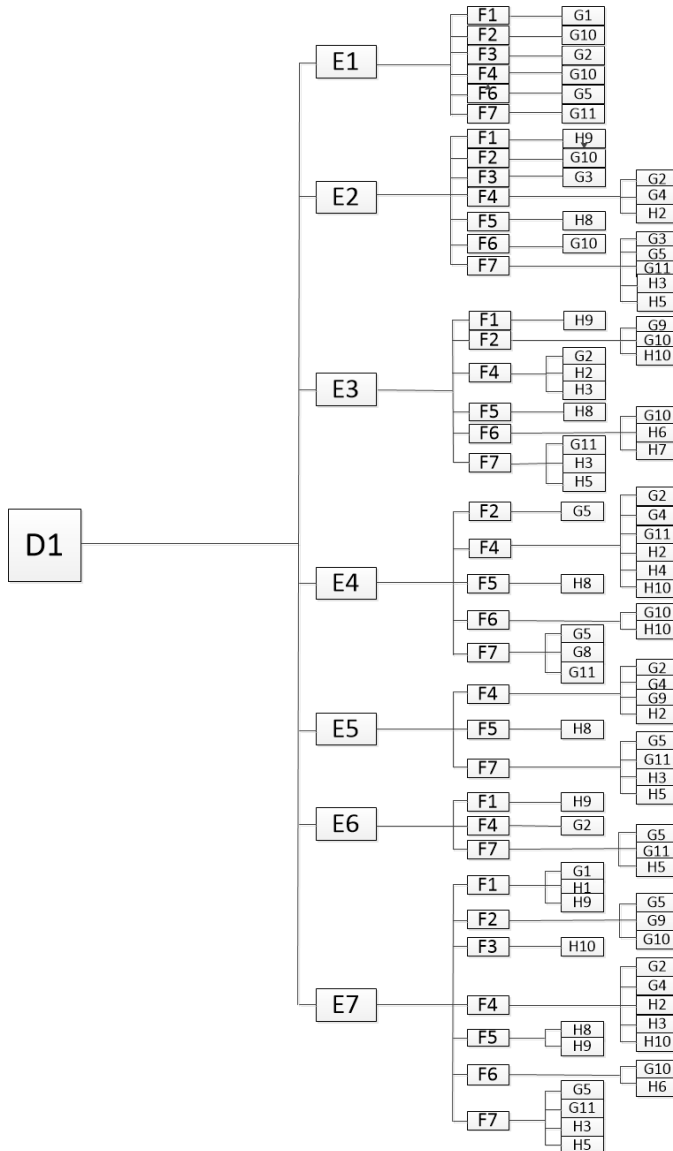 D1
E1
F1 G1
F2 G10
F3 G2
F4 G10
F6 G5
F7 G11
E2
F1 H9
F2 G10
F3 G3
F4 G2
G4
H2
F5 H8
F6 G10
F7 G3
G5
G11
H3
H5
E3
F1 H9
F2 G9
G10
H10
F4 G2
H2
H3
F5 H8
F6 G10
H6
H7
F7 G11
H3
H5
E4
F2 G5
F4 G2
G4
G11
H2
H4
H10
F5 H8
F6 G10
H10
F7 G5
G8
G11
E5
F4 G2
G4
G9
H2
F5 H8
F7 G5
G11
H3
H5
E6
F1 H9
F4 G2
F7 G5
G11
H5
E7
F1 G1
H1
H9
F2 G5
G9
G10
F3 H10
F4 G2
G4
H2
H3
H10
F5 H8
H9
F6 G10
H6
F7 G5
G11
H3
H5